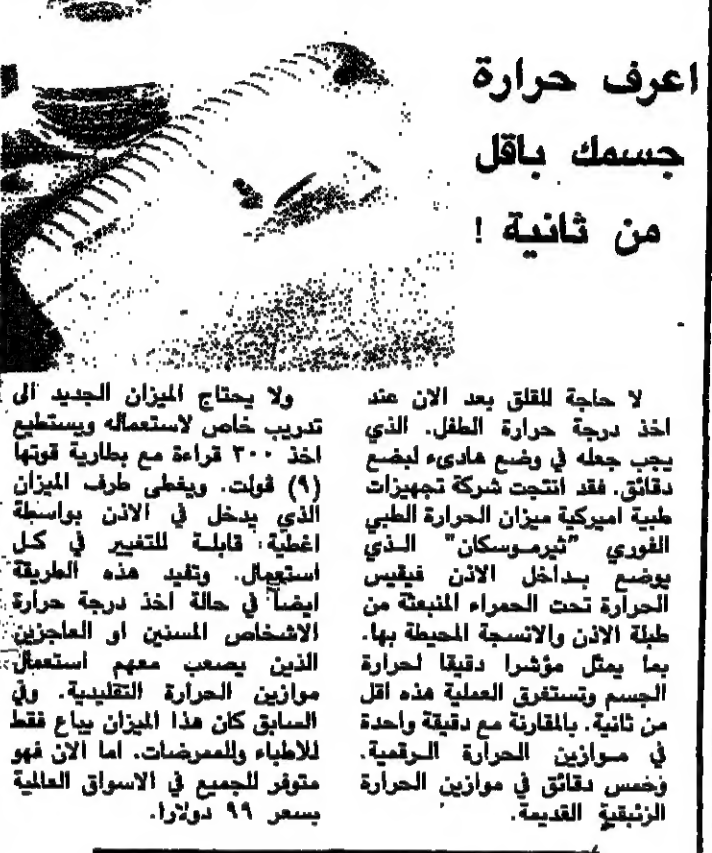 اعرف حرارة
جسمك باقل
من ثانية !
لا حاجة للقلق بعد الان عند
اخذ درجة حرارة الطفل. الذي
يجب جعله في وضع هادىء لبضع
دقائق. فقد انتجت شركة تجهيزات
طبية اميركية ميزان الحرارة الطبي
الفوري "ثيرموسكان" الذي
يوضع بداخل الاذن فيقيس
الحرارة تحت الحمراء المنبعثة من
طبلة الاذن والانسجة المحيطة بها.
بما يمثل مؤشرا دقيقا لحرارة
الجسم وتستغرق العملية هذه اقل
من ثانية. بالمقارنة مع دقيقة واحدة
في موازين الحرارة الرقمية.
وخمس دقائق في موازين الحرارة
الزئبقية القديمة.
ولا يحتاج الميزان الجديد الى
تدريب خاص لاستعماله ويستطيع
اخذ ٣٠٠ قراءة مع بطارية قوتها
(٩) ڤولت. ويغطى طرف الميزان
الذي يدخل في الاذن بواسطة
اغطية قابلة للتغيير في كل
استعمال. وتفيد هذه الطريقة
ايضاً في حالة اخذ درجة حرارة
الاشخاص المسنين او العاجزين
الذين يصعب معهم استعمال
موازين الحرارة التقليدية. وفي
السابق كان هذا الميزان يباع فقط
للاطباء وللممرضات. اما الان فهو
متوفر للجميع في الاسواق العالمية
بسعر ٩٩ دولارا.